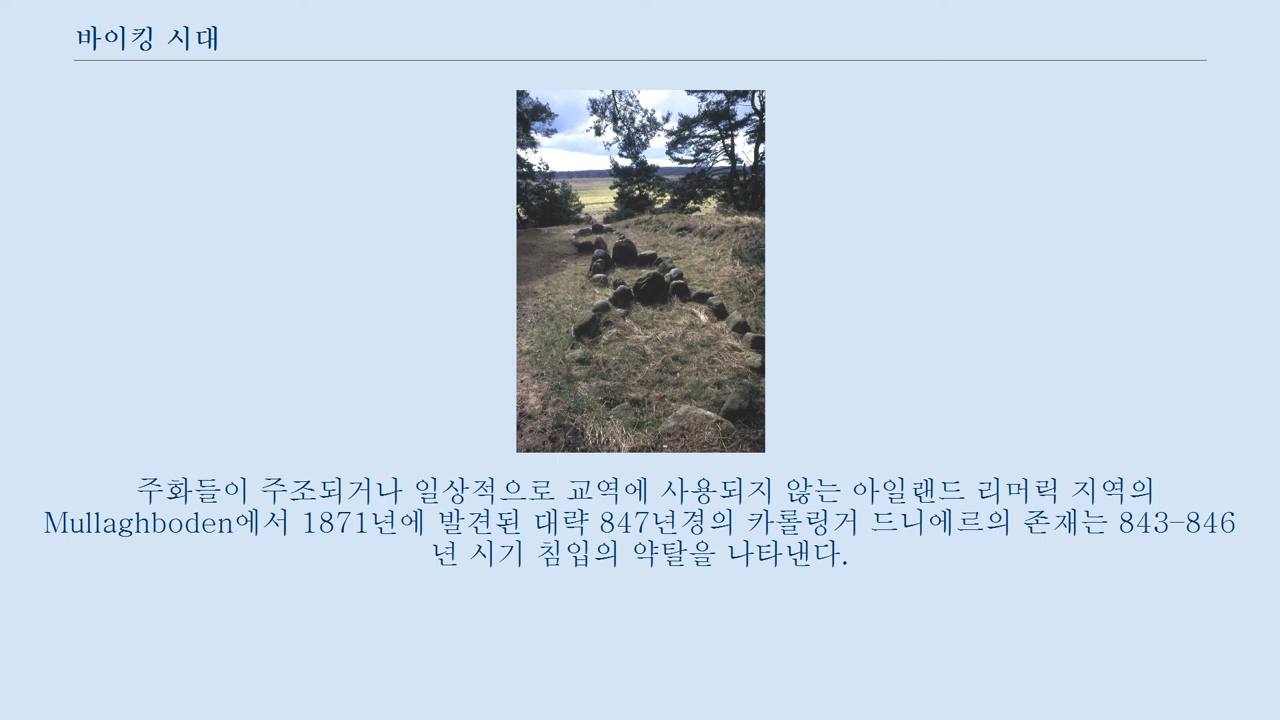 바이킹 시대
주화들이 주조되거나 일상적으로 교역에 사용되지 않는 아일랜드 리머릭 지역의
Mullaghboden에서 1871년에 발견된 대략 847년경의 카롤링거 드니에르의 존재는 843–846
년 시기 침입의 약탈을 나타낸다.